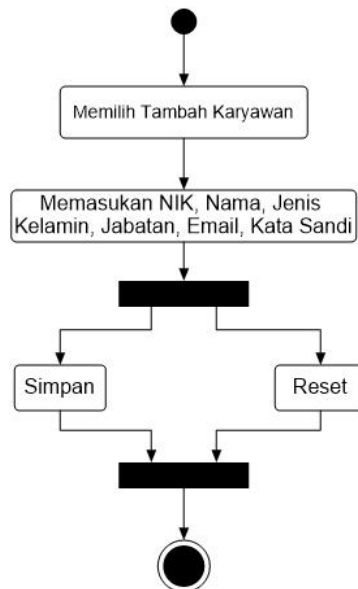 Memilih Tambah Karyawan
Memasukan NIK, Nama, Jenis
Kelamin, Jabatan, Email, Kata Sandi
Simpan
Reset